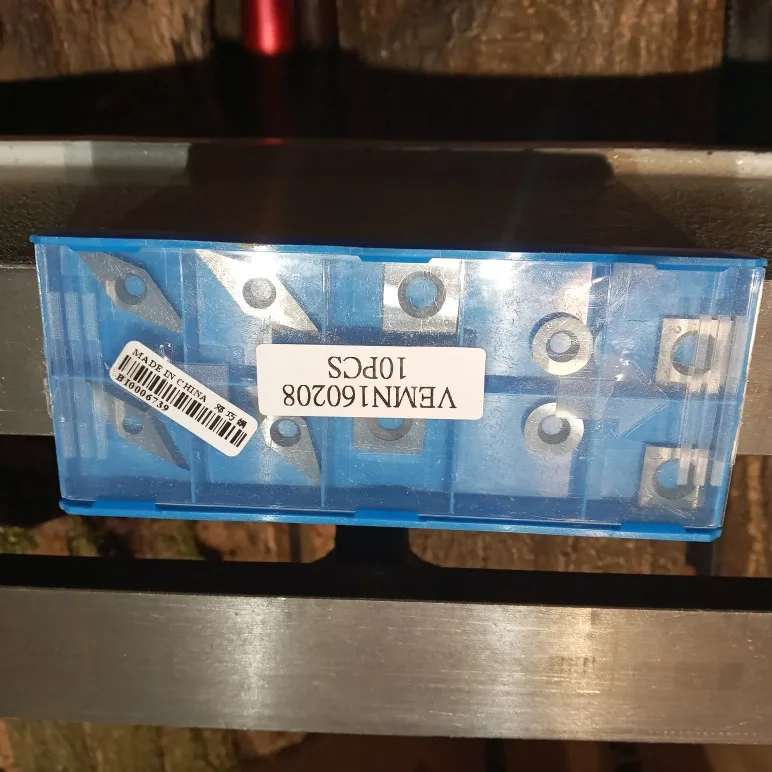 VEMN160208
10PCS
MADE IN CHINA
B10006739